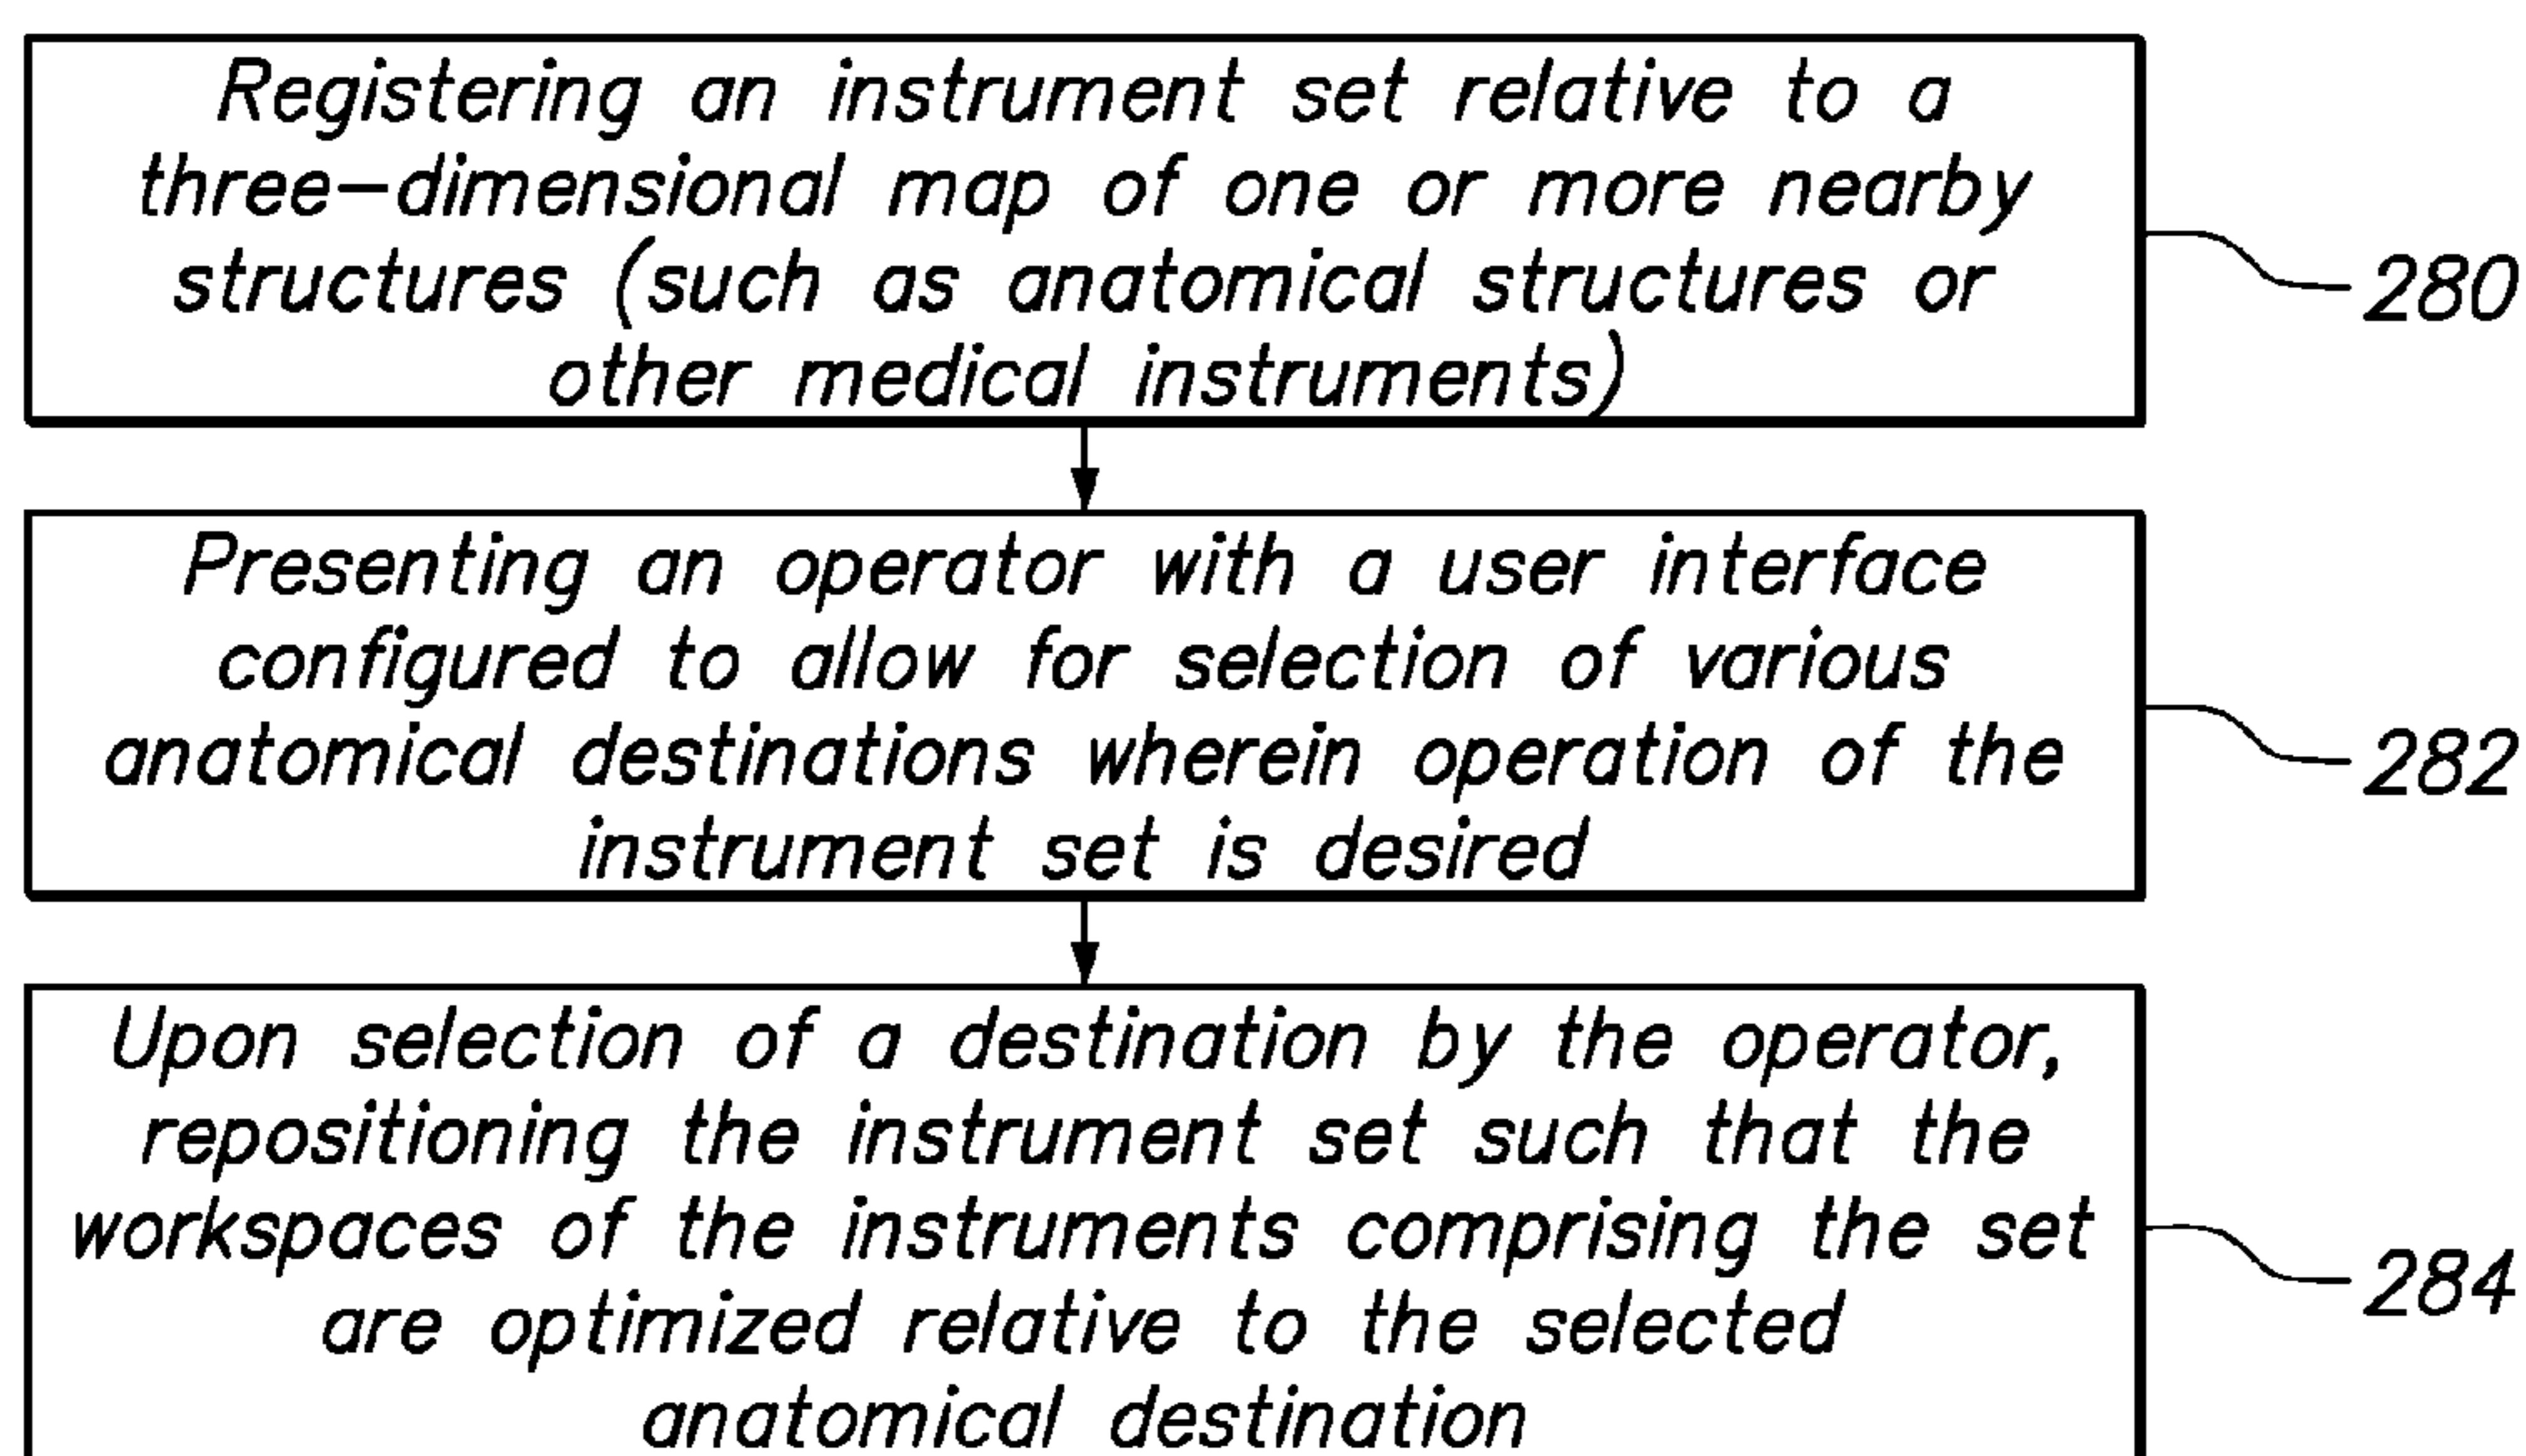 Registering an instrument set relative to a
three-dimensional map of one or more nearby
structures (such as anatomical structures or
other medical instruments)
280
Presenting an operator with a user interface
configured to allow for selection of various
anatomical destinations wherein operation of the
instrument set is desired
282
Upon selection of a destination by the operator,
repositioning the instrument set such that the
workspaces of the instruments comprising the set
are optimized relative to the selected
anatomical destination
284